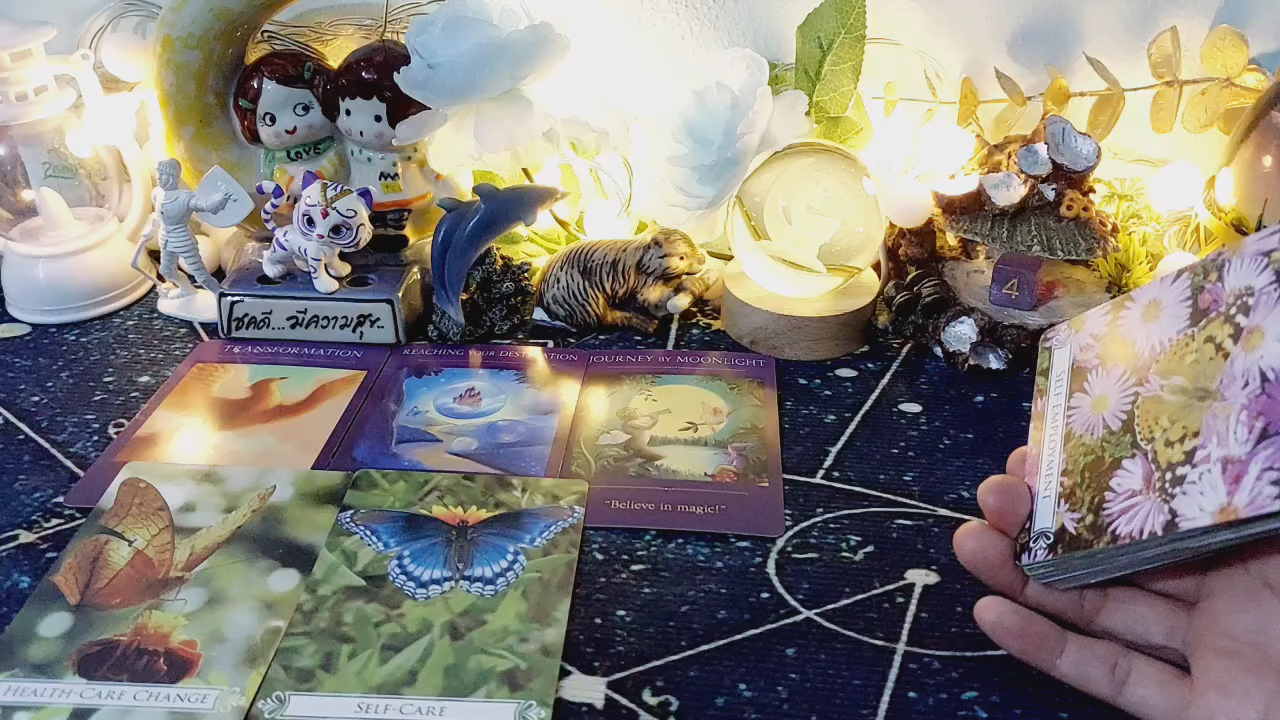 LOVE
โชคดี...มีความสุข..
4
TRANSFORMATION
REACHING YOUR DESTINATION
JOURNEY BY MOONLIGHT
"Believe in magic!"
SELF-EMPLOYMENT
HEALTH-CARE CHANGE
SELF-CARE